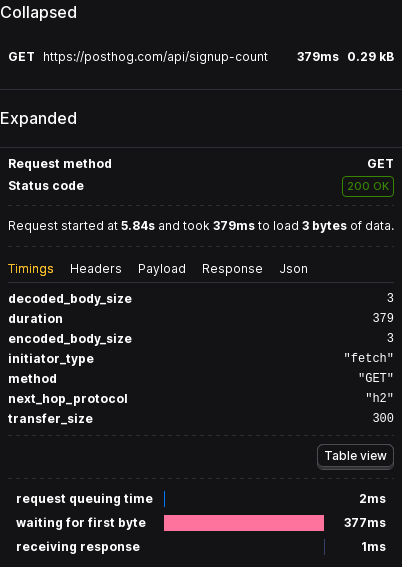 Collapsed
GET https://posthog.com/api/signup-count 379ms 0.29 kB
Expanded
Request method GET
Status code 200 OK
Request started at 5.84s and took 379ms to load 3 bytes of data.
Timings Headers Payload Response Json
decoded_body_size 3
duration 379
encoded_body_size 3
initiator_type "fetch"
method "GET"
next_hop_protocol "h2"
transfer_size 300
Table view
request queuing time 2ms
waiting for first byte 377ms
receiving response 1ms